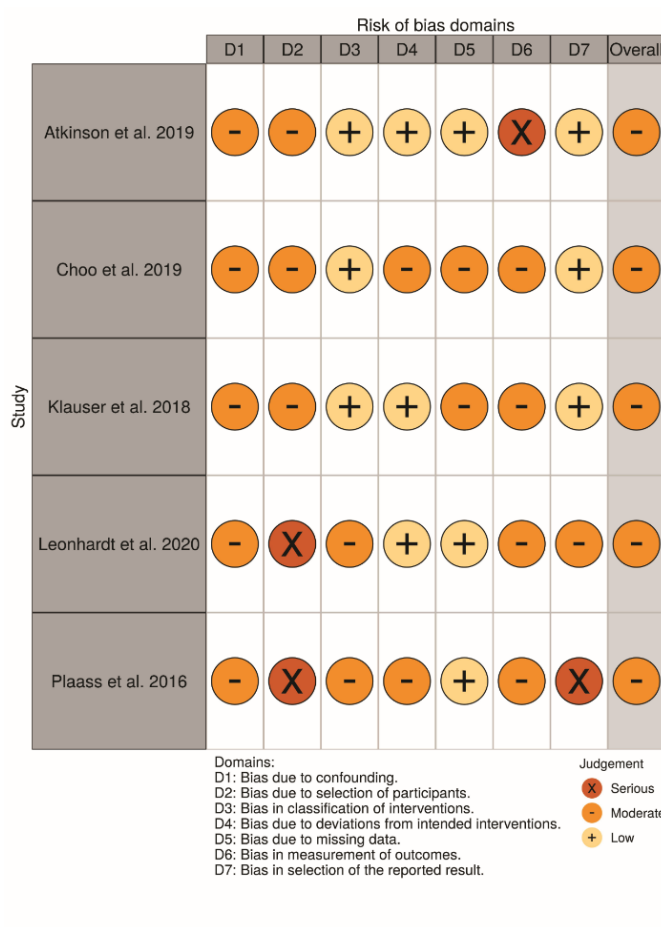 Risk of bias domains
D1 D2 D3 D4 D5 D6 D7 Overall
Study
Atkinson et al. 2019 - - + + + X + -
Choo et al. 2019 - - + - - - + -
Klauser et al. 2018 - - + + - - + -
Leonhardt et al. 2020 - X - + + - - -
Plaass et al. 2016 - X - - + - X -
Domains:
D1: Bias due to confounding.
D2: Bias due to selection of participants.
D3: Bias in classification of interventions.
D4: Bias due to deviations from intended interventions.
D5: Bias due to missing data.
D6: Bias in measurement of outcomes.
D7: Bias in selection of the reported result.
Judgement
X Serious
- Moderate
+ Low